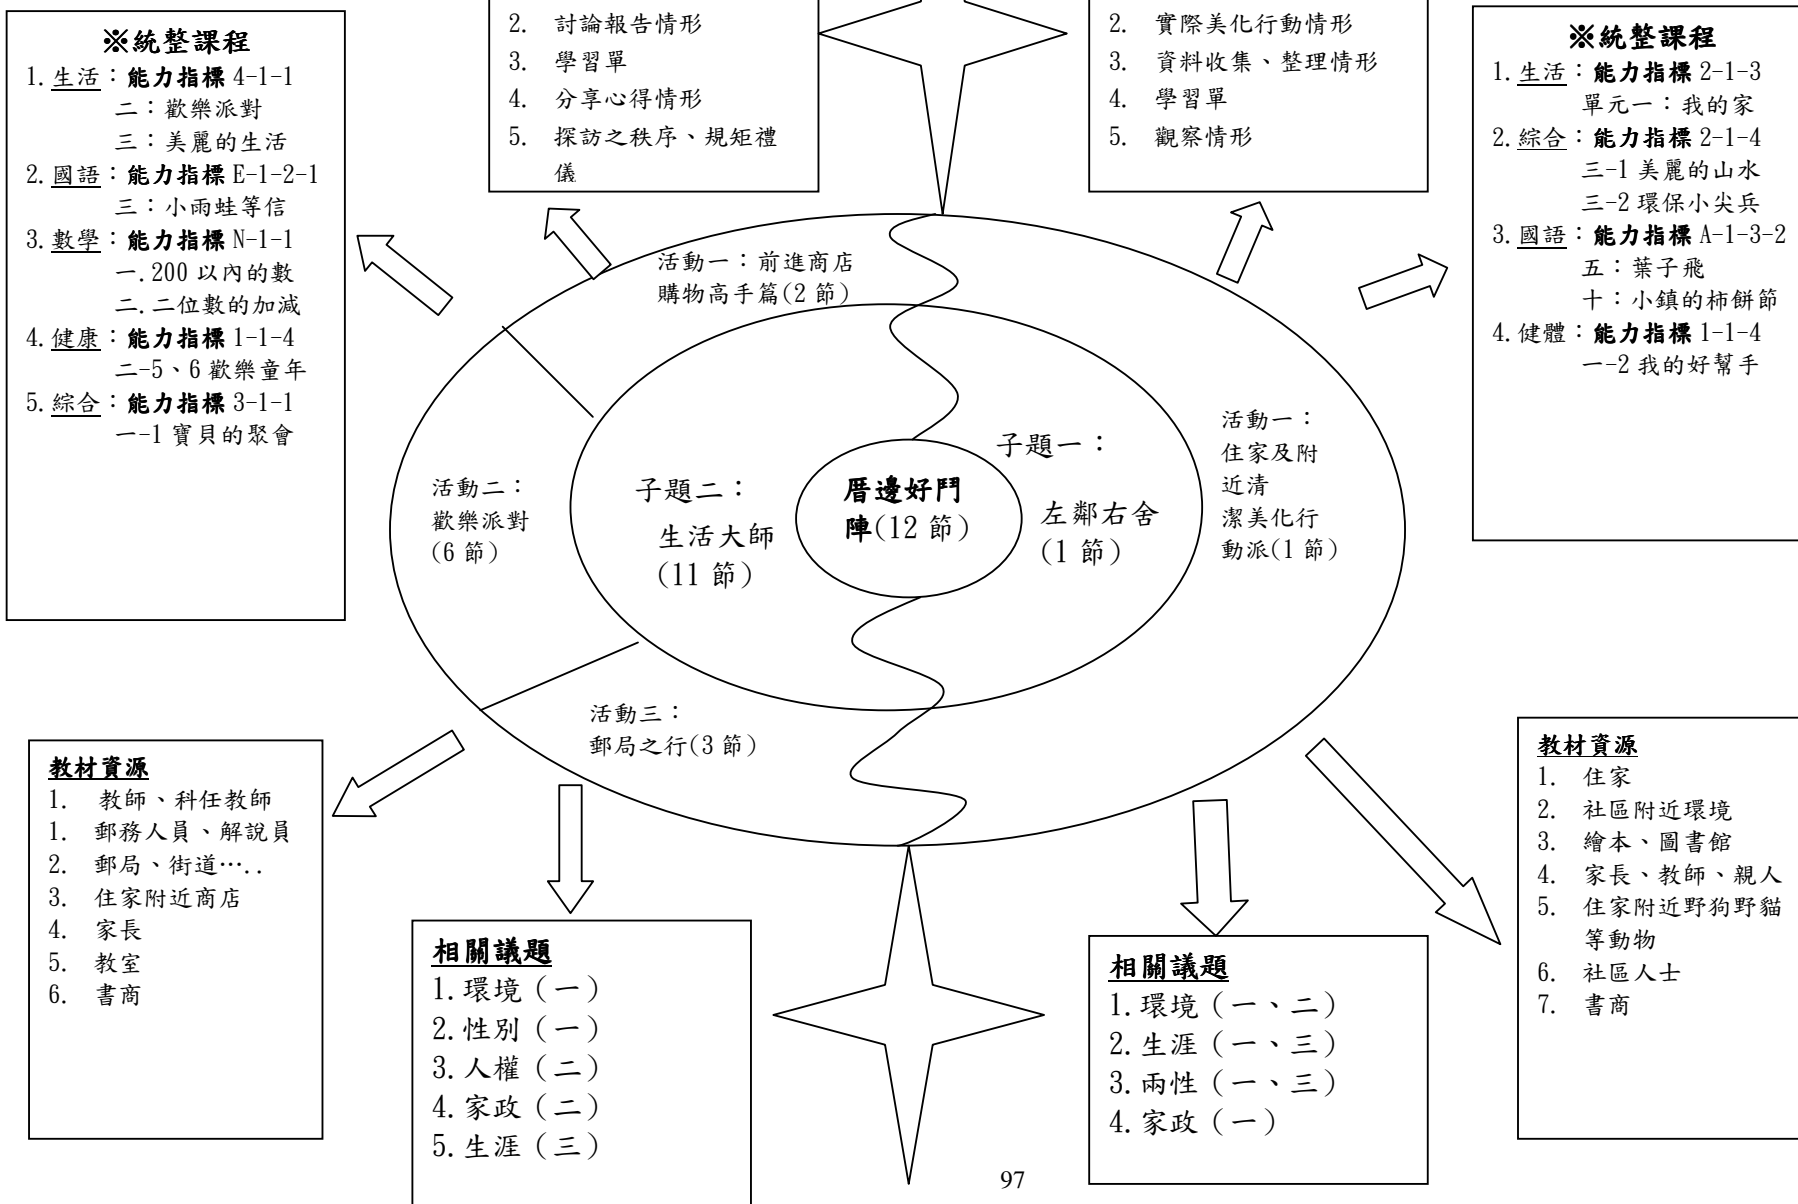 ※統整課程
1.生活：能力指標 4-1-1
二：歡樂派對
三：美麗的生活
2.國語：能力指標 E-1-2-1
三：小雨蛙等信
3.數學：能力指標 N-1-1
一.200 以內的數
二.二位數的加減
4.健康：能力指標 1-1-4
二-5、6 歡樂童年
5.綜合：能力指標 3-1-1
一-1 寶貝的聚會
2. 討論報告情形
3. 學習單
4. 分享心得情形
5. 探訪之秩序、規矩禮
儀
2. 實際美化行動情形
3. 資料收集、整理情形
4. 學習單
5. 觀察情形
※統整課程
1.生活：能力指標 2-1-3
單元一：我的家
2.綜合：能力指標 2-1-4
三-1 美麗的山水
三-2 環保小尖兵
3.國語：能力指標 A-1-3-2
五：葉子飛
十：小鎮的柿餅節
4.健體：能力指標 1-1-4
一-2 我的好幫手
活動一：前進商店
購物高手篇(2 節)
活動二：
歡樂派對
(6 節)
子題二：
生活大師
(11 節)
厝邊好鬥
陣(12 節)
子題一：
左鄰右舍
(1 節)
活動一：
住家及附
近清
潔美化行
動派(1 節)
活動三：
郵局之行(3 節)
教材資源
1. 教師、科任教師
1. 郵務人員、解說員
2. 郵局、街道…..
3. 住家附近商店
4. 家長
5. 教室
6. 書商
相關議題
1.環境（一）
2.性別（一）
3.人權（二）
4.家政（二）
5.生涯（三）
相關議題
1.環境（一、二）
2.生涯（一、三）
3.兩性（一、三）
4.家政（一）
教材資源
1. 住家
2. 社區附近環境
3. 繪本、圖書館
4. 家長、教師、親人
5. 住家附近野狗野貓
等動物
6. 社區人士
7. 書商
97